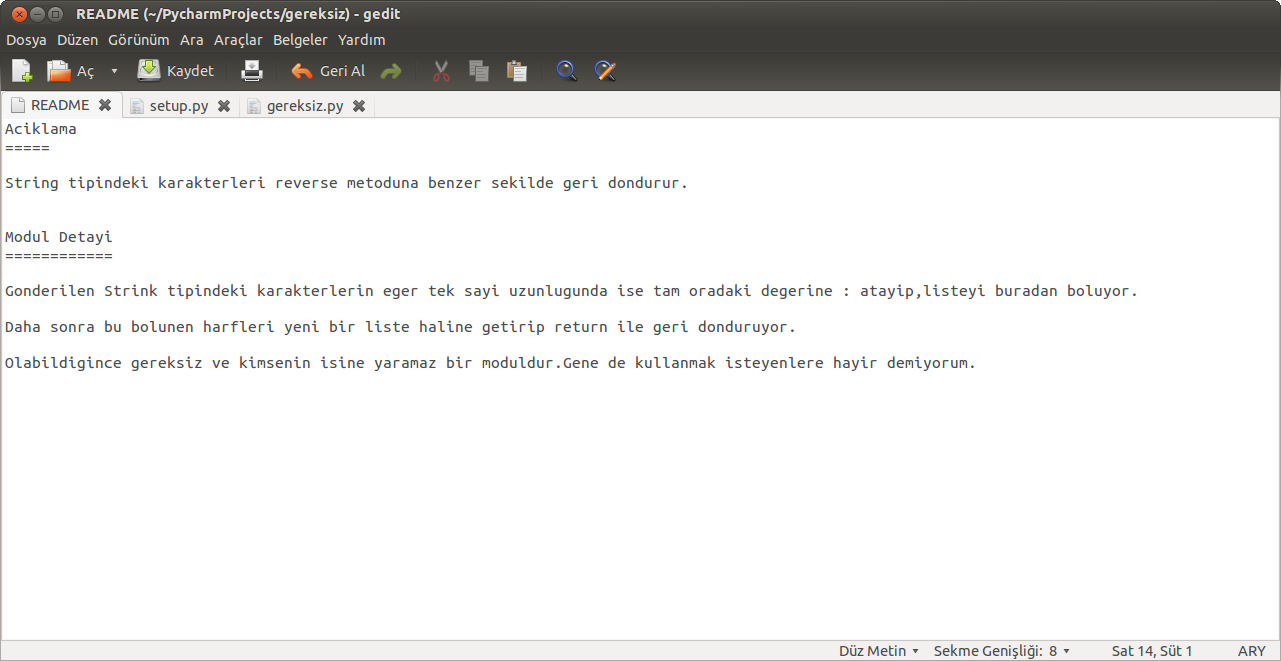 README (~/PycharmProjects/gereksiz) - gedit
Dosya Düzen Görünüm Ara Araçlar Belgeler Yardım
Aç Kaydet Geri Al
README setup.py gereksiz.py
Aciklama
=====
String tipindeki karakterleri reverse metoduna benzer sekilde geri dondurur.
Modul Detayi
============
Gonderilen Strink tipindeki karakterlerin eger tek sayi uzunlugunda ise tam oradaki degerine : atayip,listeyi buradan boluyor.
Daha sonra bu bolunen harfleri yeni bir liste haline getirip return ile geri donduruyor.
Olabildigince gereksiz ve kimsenin isine yaramaz bir moduldur.Gene de kullanmak isteyenlere hayir demiyorum.
Düz Metin Sekme Genişliği: 8 Sat 14, Süt 1 ARY